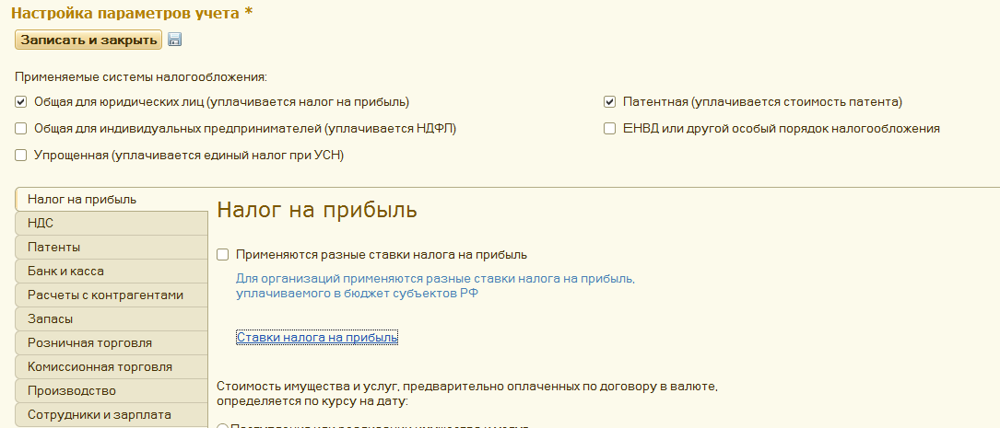 Настройка параметров учета *
Записать и закрыть
Применяемые системы налогообложения:
Общая для юридических лиц (уплачивается налог на прибыль)
Патентная (уплачивается стоимость патента)
Общая для индивидуальных предпринимателей (уплачивается НДФЛ)
ЕНВД или другой особый порядок налогообложения
Упрощенная (уплачивается единый налог при УСН)
Налог на прибыль
НДС
Патенты
Банк и касса
Расчеты с контрагентами
Запасы
Розничная торговля
Комиссионная торговля
Производство
Сотрудники и зарплата
Налог на прибыль
Применяются разные ставки налога на прибыль
Для организаций применяются разные ставки налога на прибыль,
уплачиваемого в бюджет субъектов РФ
Ставки налога на прибыль
Стоимость имущества и услуг, предварительно оплаченных по договору в валюте,
определяется по курсу на дату: